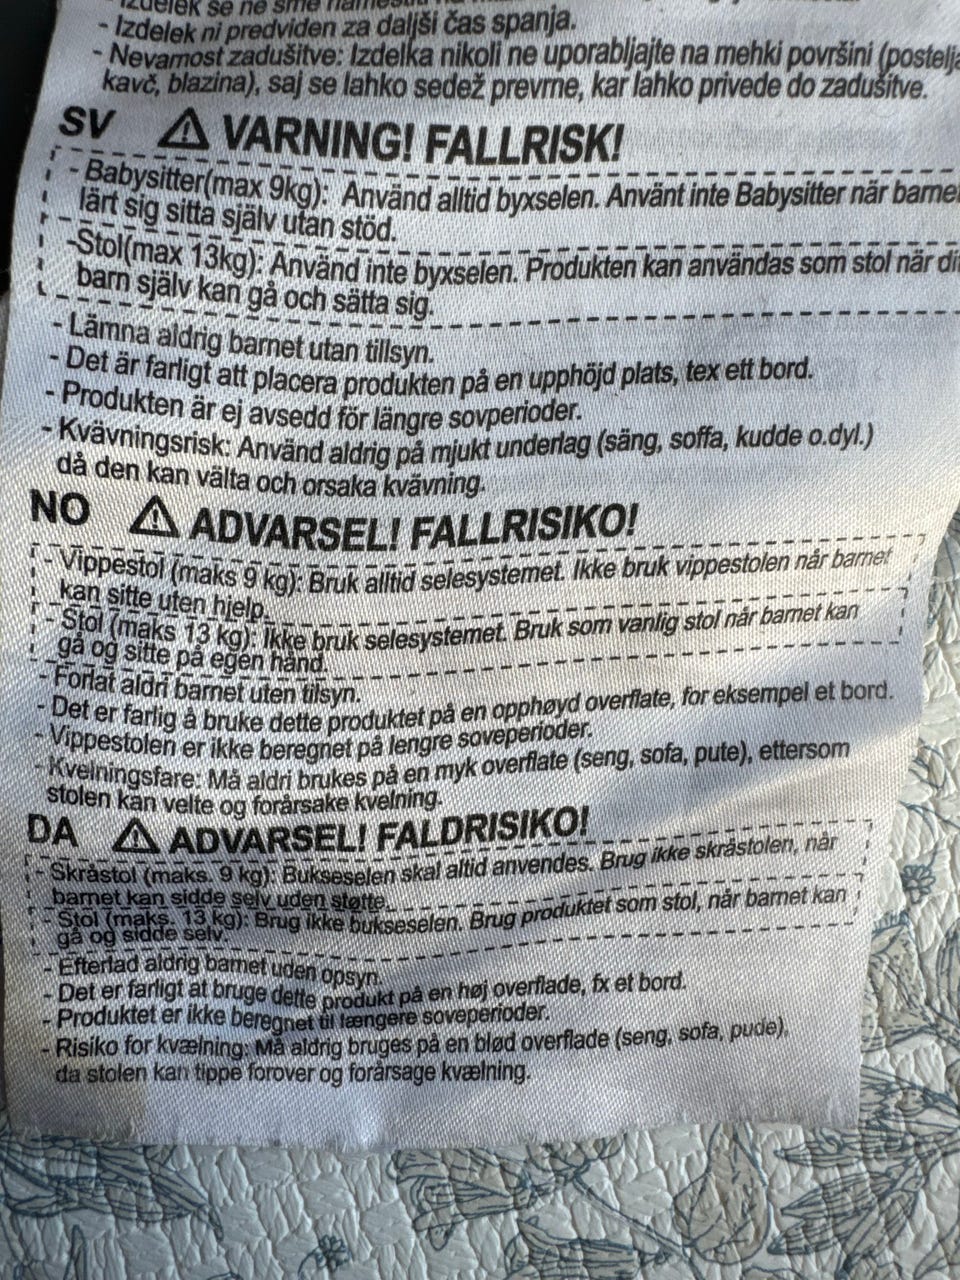 Izdelek se ne sme
- Izdelek ni predviden za daljši čas spanja.
- Nevarnost zadušitve: Izdelka nikoli ne uporabljajte na mehki površini (postelja
kavč, blazina), saj se lahko sedež prevrne, kar lahko privede do zadušitve.
SV ⚠ VARNING! FALLRISK!
- Babysitter(max 9kg): Använd alltid byxselen. Använt inte Babysitter när barnet
lärt sig sitta själv utan stöd.
-Stol(max 13kg): Använd inte byxselen. Produkten kan användas som stol när dit
barn själv kan gå och sätta sig.
- Lämna aldrig barnet utan tillsyn.
- Det är farligt att placera produkten på en upphöjd plats, tex ett bord.
- Produkten är ej avsedd för längre sovperioder.
- Kvävningsrisk: Använd aldrig på mjukt underlag (säng, soffa, kudde o.dyl.)
då den kan välta och orsaka kvävning.
NO ⚠ ADVARSEL! FALLRISIKO!
- Vippestol (maks 9 kg): Bruk alltid selesystemet. Ikke bruk vippestolen når barnet
kan sitte uten hjelp.
- Stol (maks 13 kg): Ikke bruk selesystemet. Bruk som vanlig stol når barnet kan
gå og sitte på egen hånd.
- Forlat aldri barnet uten tilsyn.
- Det er farlig å bruke dette produktet på en opphøyd overflate, for eksempel et bord.
- Vippestolen er ikke beregnet på lengre soveperioder.
- Kvelningsfare: Må aldri brukes på en myk overflate (seng, sofa, pute), ettersom
stolen kan velte og forårsake kvelning.
DA ⚠ ADVARSEL! FALDRISIKO!
- Skråstol (maks. 9 kg): Bukseselen skal altid anvendes. Brug ikke skråstolen, når
barnet kan sidde selv uden støtte.
- Stol (maks. 13 kg): Brug ikke bukseselen. Brug produktet som stol, når barnet kan
gå og sidde selv.
- Efterlad aldrig barnet uden opsyn.
- Det er farligt at bruge dette produkt på en høj overflade, fx et bord.
- Produktet er ikke beregnet til længere soveperioder.
- Risiko for kvælning: Må aldrig bruges på en blød overflade (seng, sofa, pude),
da stolen kan tippe forover og forårsage kvælning.